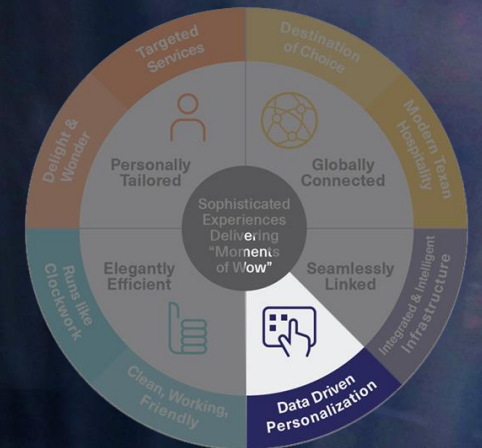 Targeted
Services
Destination
of Choice
Delight &
Wonder
Modern Texan
Hospitality
Personally
Tailored
Globally
Connected
Sophisticated
Experiences
Delivering
"Moments
of Wow"
Elegantly
Efficient
Seamlessly
Linked
Runs like
Clockwork
Integrated & Intelligent
Infrastructure
Clean, Working,
Friendly
Data Driven
Personalization